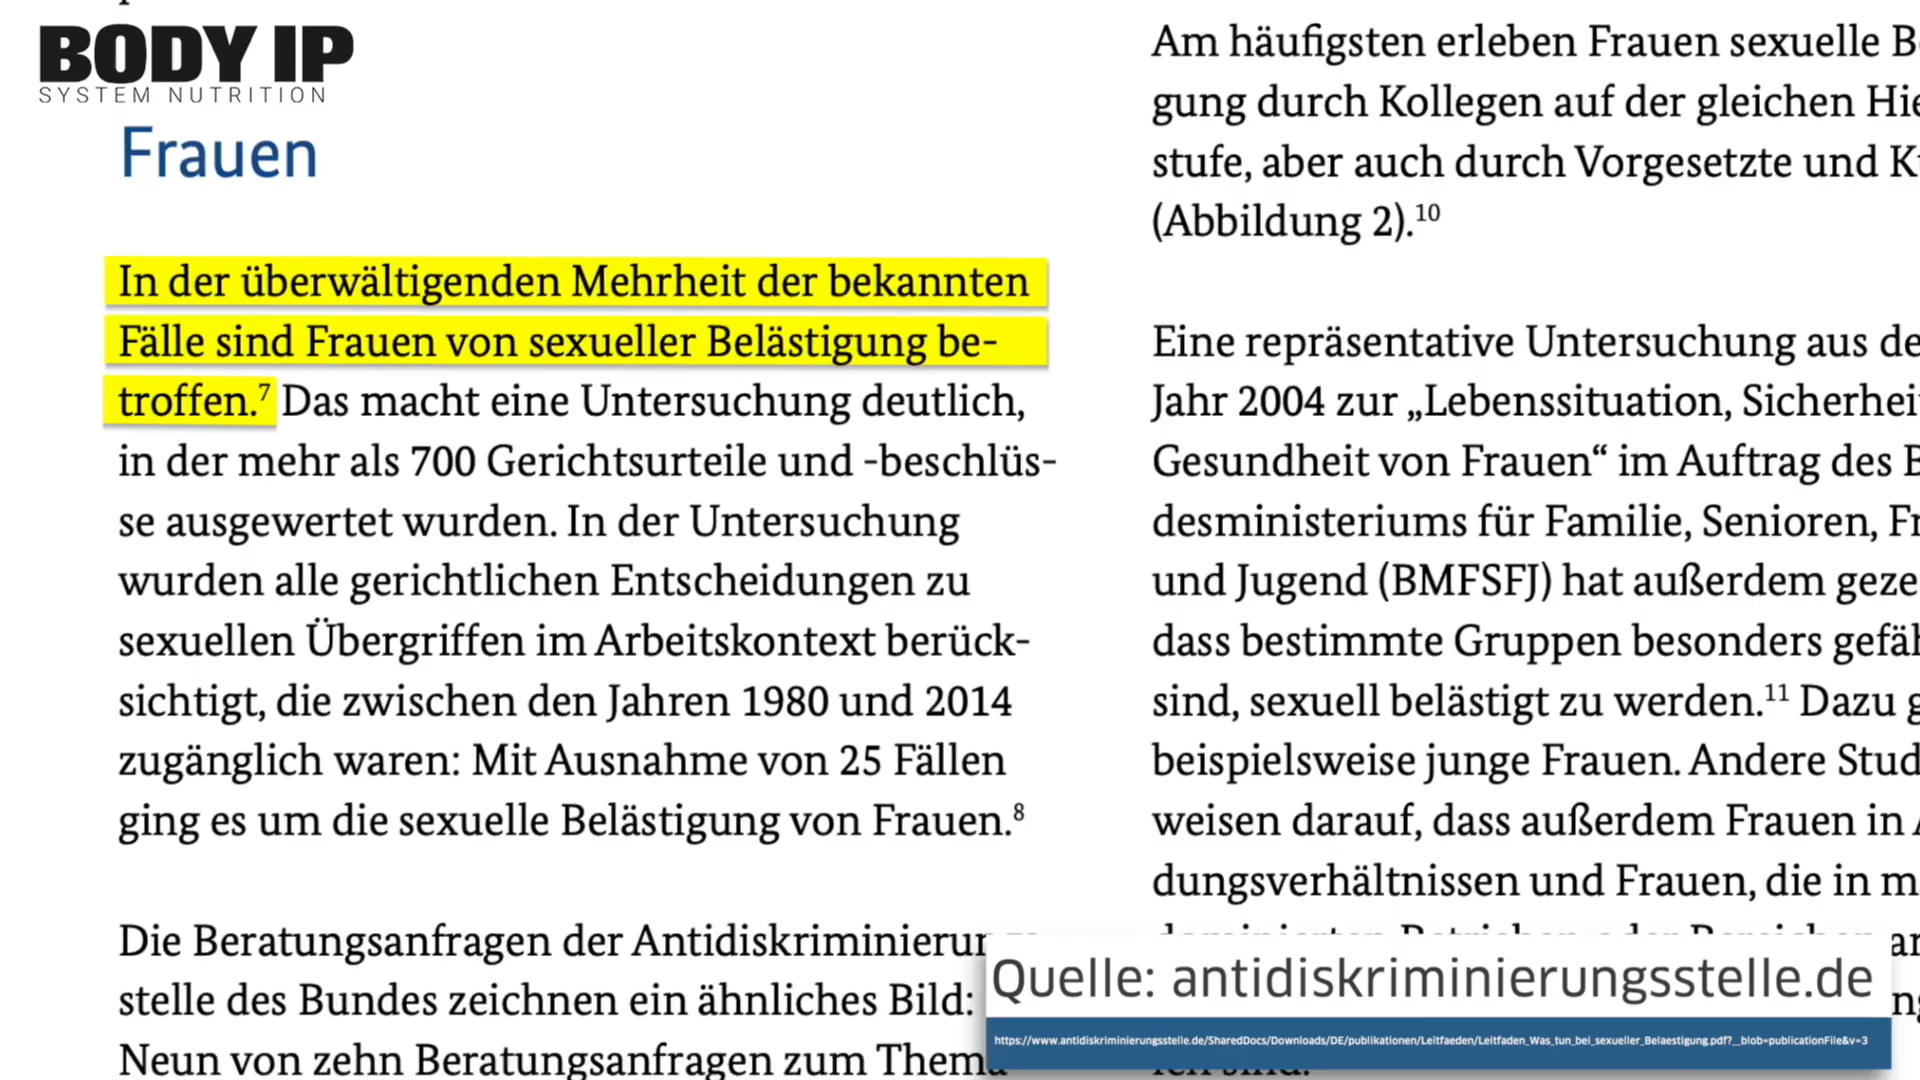 BODY IP
SYSTEM NUTRITION
Frauen
In der überwältigenden Mehrheit der bekannten
Fälle sind Frauen von sexueller Belästigung be-
troffen.7 Das macht eine Untersuchung deutlich,
in der mehr als 700 Gerichtsurteile und -beschlüs-
se ausgewertet wurden. In der Untersuchung
wurden alle gerichtlichen Entscheidungen zu
sexuellen Übergriffen im Arbeitskontext berück-
sichtigt, die zwischen den Jahren 1980 und 2014
zugänglich waren: Mit Ausnahme von 25 Fällen
ging es um die sexuelle Belästigung von Frauen.8
Die Beratungsanfragen der Antidiskriminierun
stelle des Bundes zeichnen ein ähnliches Bild:
Neun von zehn Beratungsanfragen zum Thema
Am häufigsten erleben Frauen sexuelle Be
gung durch Kollegen auf der gleichen Hie
stufe, aber auch durch Vorgesetzte und K
(Abbildung 2).10
Eine repräsentative Untersuchung aus de
Jahr 2004 zur „Lebenssituation, Sicherhei
Gesundheit von Frauen“ im Auftrag des B
desministeriums für Familie, Senioren, Fr
und Jugend (BMFSFJ) hat außerdem geze
dass bestimmte Gruppen besonders gefäh
sind, sexuell belästigt zu werden.11 Dazu g
beispielsweise junge Frauen. Andere Stud
weisen darauf, dass außerdem Frauen in A
dungsverhältnissen und Frauen, die in m
Quelle: antidiskriminierungsstelle.de
https://www.antidiskriminierungsstelle.de/SharedDocs/Downloads/DE/publikationen/Leitfaeden/Leitfaden_Was_tun_bei_sexueller_Belaestigung.pdf?__blob=publicationFile&v=3